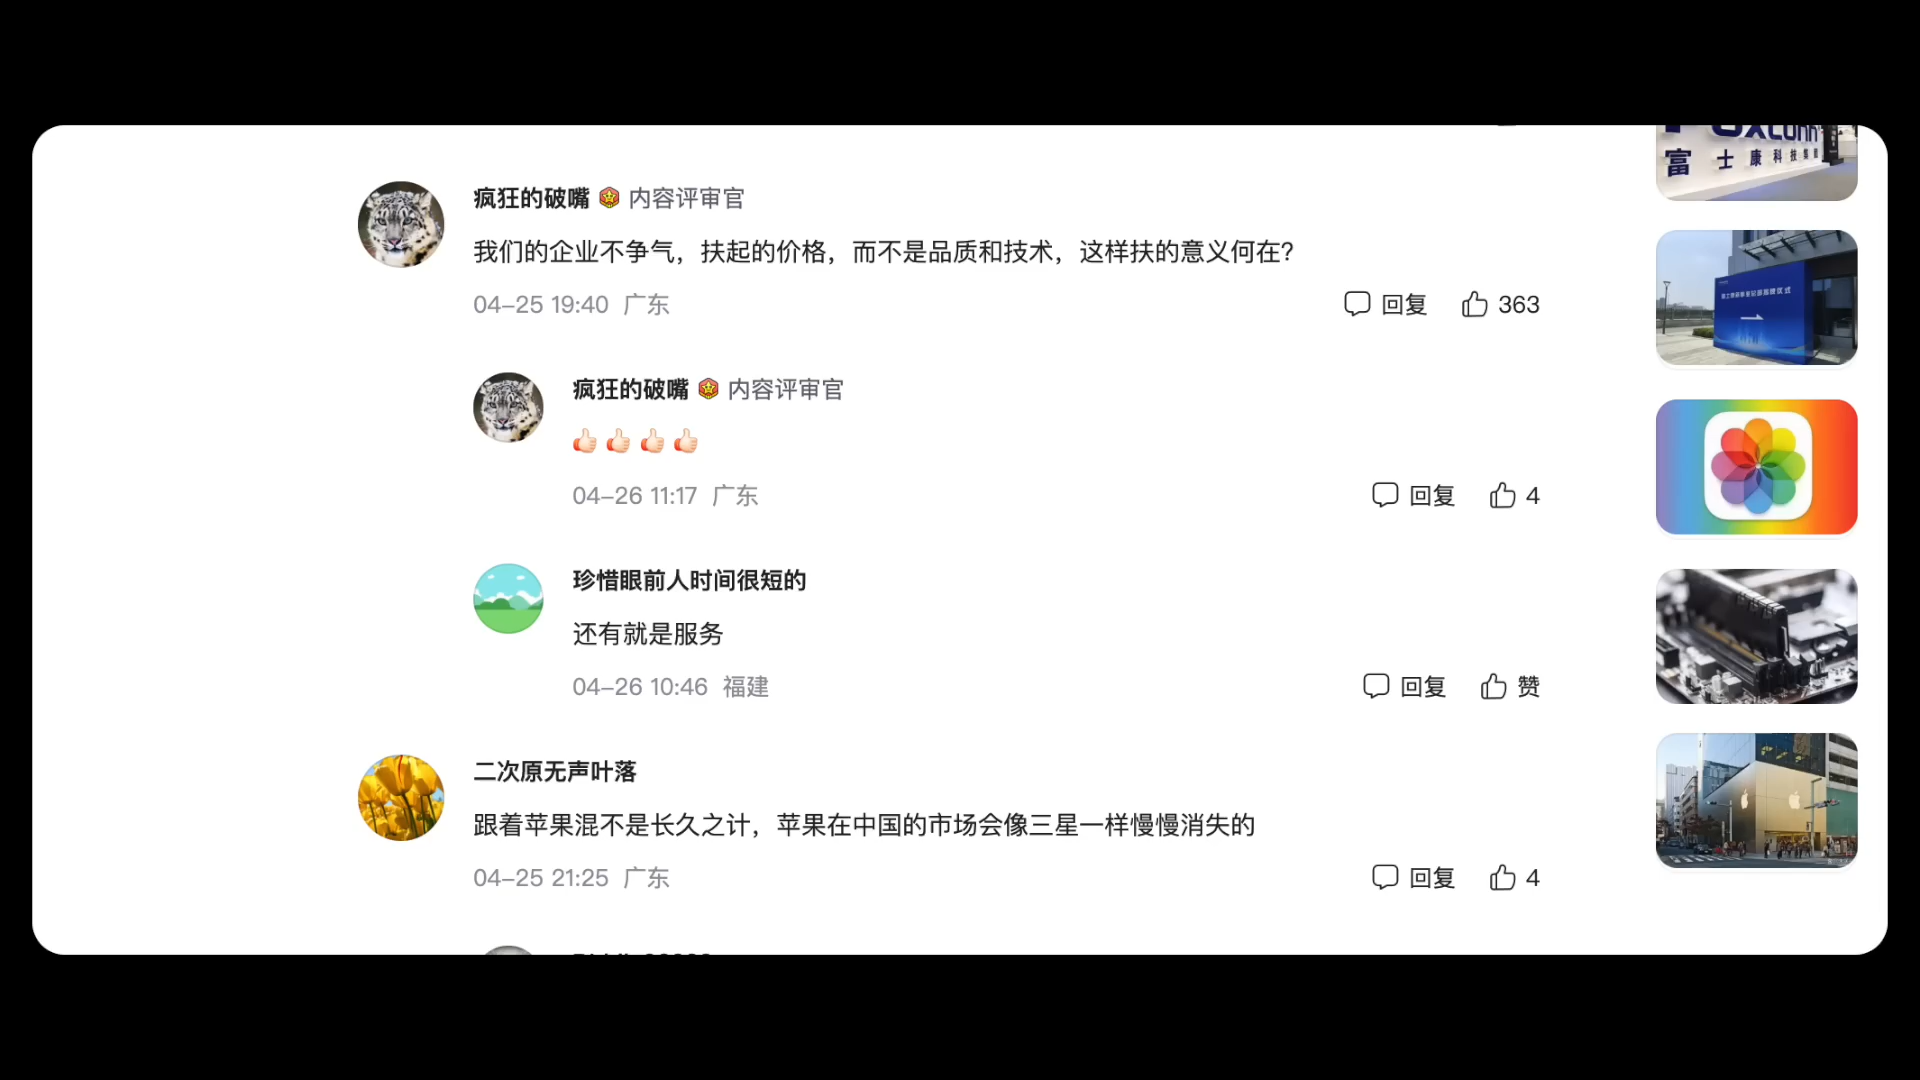 疯狂的破嘴 内容评审官
我们的企业不争气，扶起的价格，而不是品质和技术，这样扶的意义何在?
04–25 19:40 广东
回复 363
疯狂的破嘴 内容评审官
👍🏻👍🏻👍🏻👍🏻
04–26 11:17 广东
回复 4
珍惜眼前人时间很短的
还有就是服务
04–26 10:46 福建
回复 赞
二次原无声叶落
跟着苹果混不是长久之计，苹果在中国的市场会像三星一样慢慢消失的
04–25 21:25 广东
回复 4
富士康科技集团